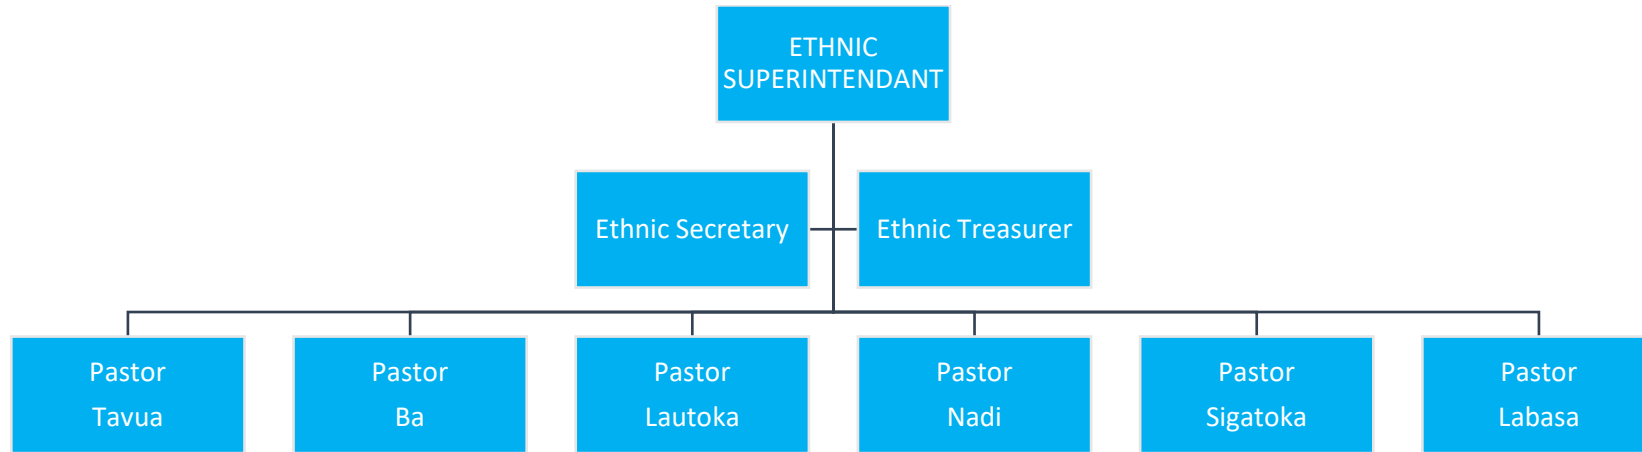 ETHNIC
SUPERINTENDANT
Ethnic Secretary
Ethnic Treasurer
Pastor
Tavua
Pastor
Ba
Pastor
Lautoka
Pastor
Nadi
Pastor
Sigatoka
Pastor
Labasa